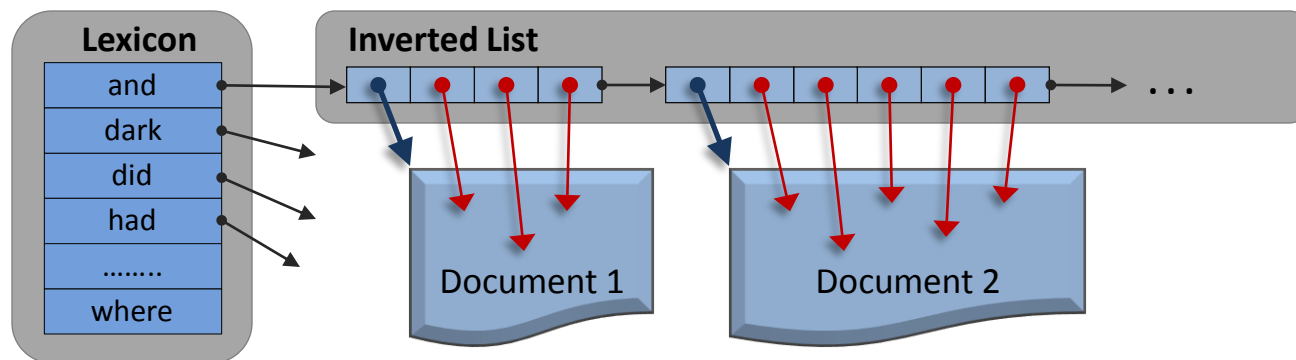 Lexicon
and
dark
did
had
........
where
Inverted List
. . .
Document 1
Document 2